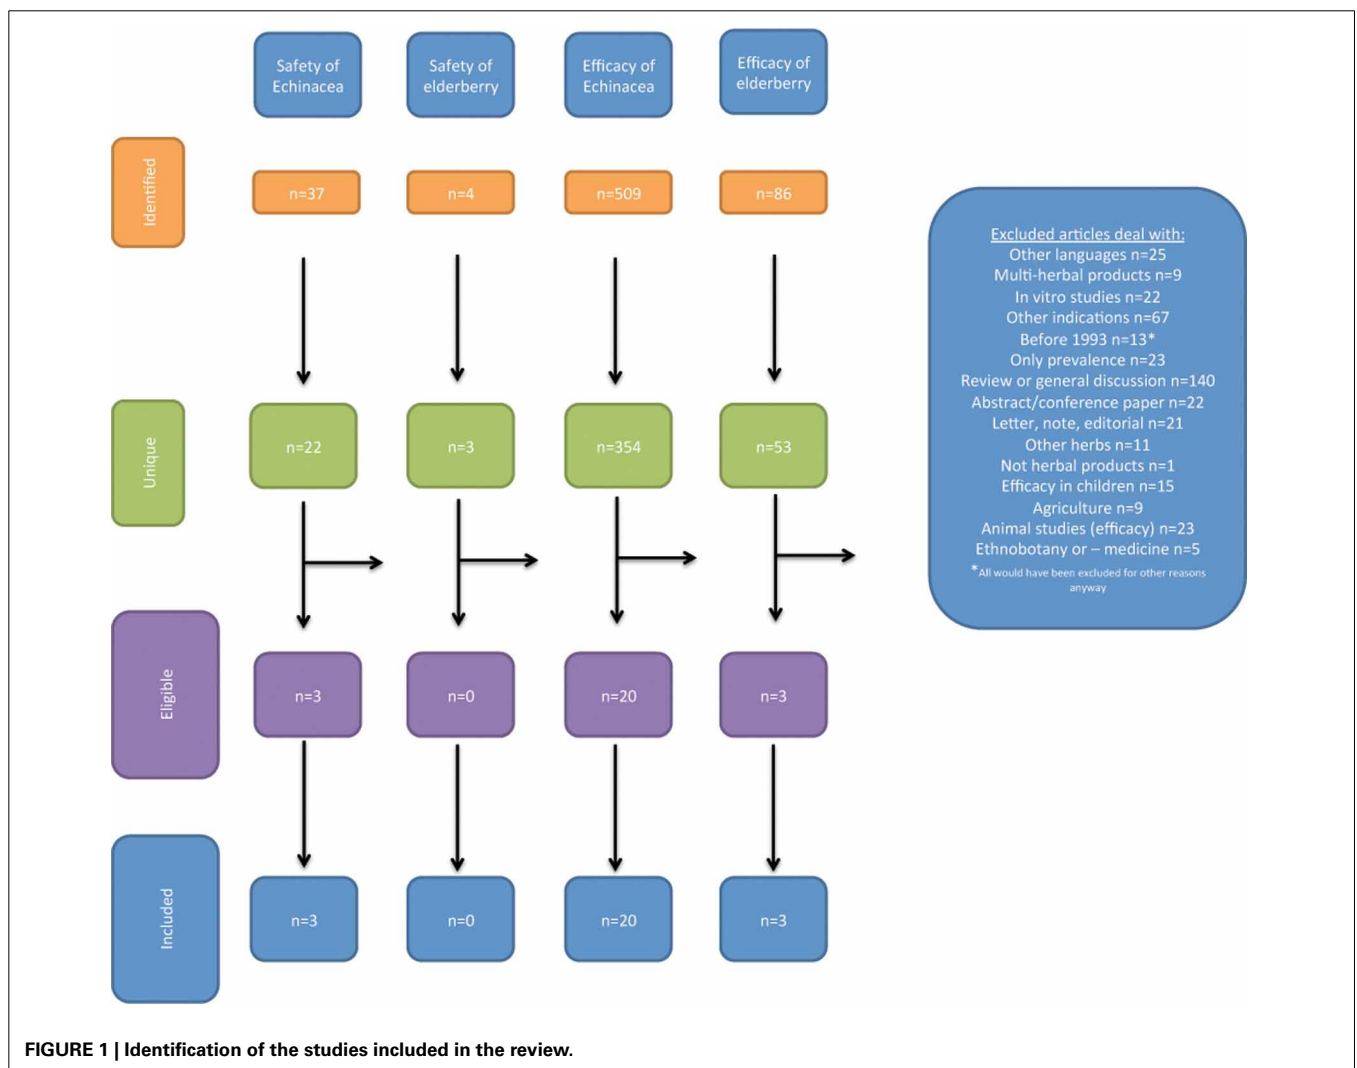 Safety of
Echinacea
Safety of
elderberry
Efficacy of
Echinacea
Efficacy of
elderberry
Identified
n=37
n=4
n=509
n=86
Excluded articles deal with:
Other languages n=25
Multi-herbal products n=9
In vitro studies n=22
Other indications n=67
Before 1993 n=13*
Only prevalence n=23
Review or general discussion n=140
Abstract/conference paper n=22
Letter, note, editorial n=21
Other herbs n=11
Not herbal products n=1
Efficacy in children n=15
Agriculture n=9
Animal studies (efficacy) n=23
Ethnobotany or – medicine n=5
*All would have been excluded for other reasons
anyway
Unique
n=22
n=3
n=354
n=53
Eligible
n=3
n=0
n=20
n=3
Included
n=3
n=0
n=20
n=3
FIGURE 1 | Identification of the studies included in the review.